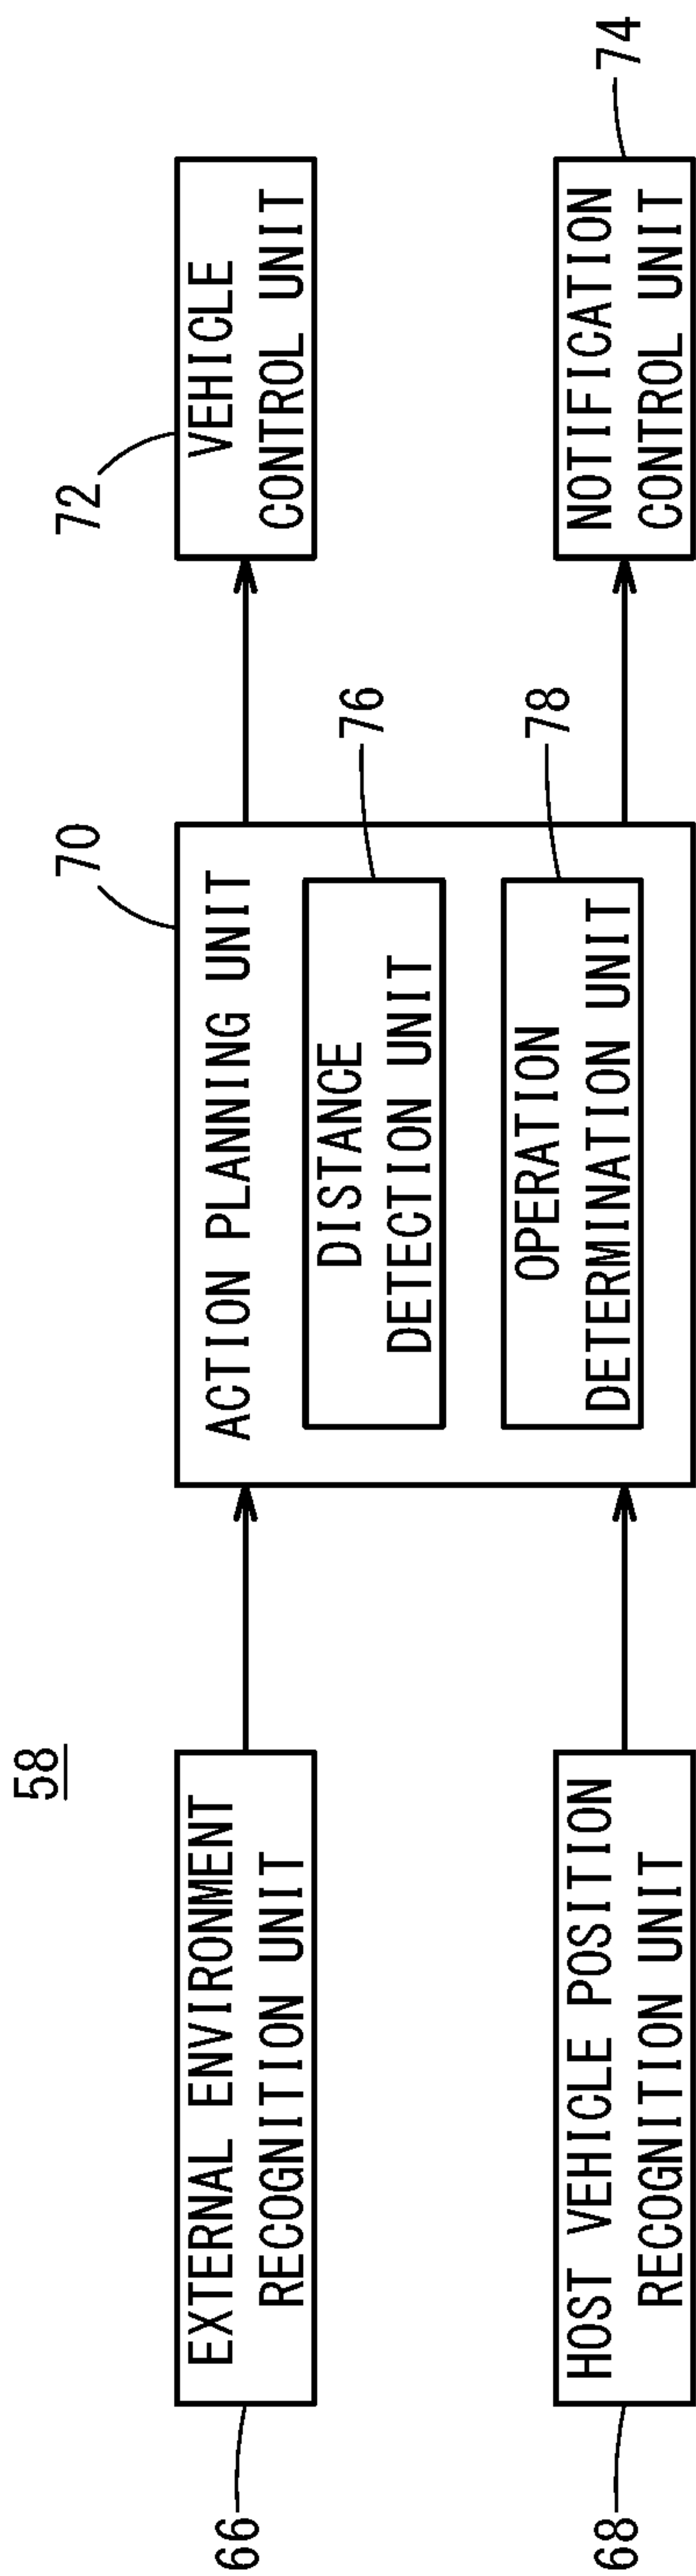 58
66
EXTERNAL ENVIRONMENT
RECOGNITION UNIT
68
HOST VEHICLE POSITION
RECOGNITION UNIT
70
ACTION PLANNING UNIT
76
DISTANCE
DETECTION UNIT
78
OPERATION
DETERMINATION UNIT
72
VEHICLE
CONTROL UNIT
74
NOTIFICATION
CONTROL UNIT